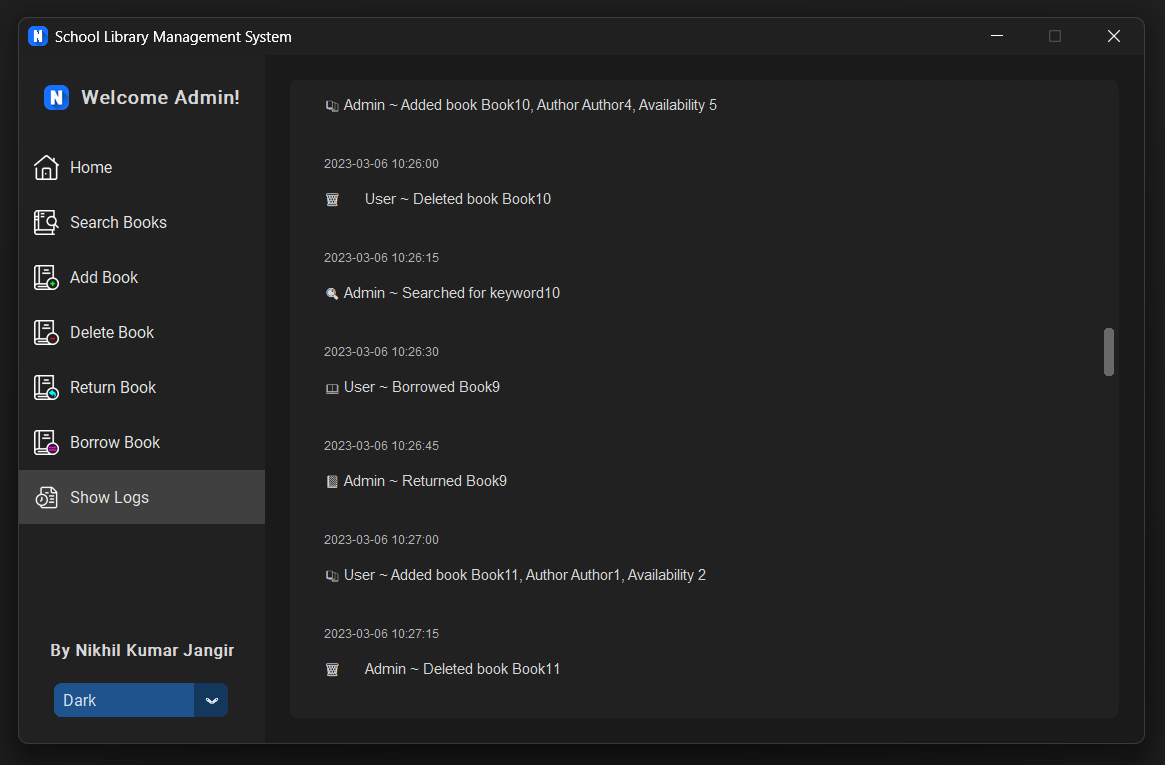 N School Library Management System
N Welcome Admin!
Home
Search Books
Add Book
Delete Book
Return Book
Borrow Book
Show Logs
By Nikhil Kumar Jangir
Dark
Admin ~ Added book Book10, Author Author4, Availability 5
2023-03-06 10:26:00
User ~ Deleted book Book10
2023-03-06 10:26:15
Admin ~ Searched for keyword10
2023-03-06 10:26:30
User ~ Borrowed Book9
2023-03-06 10:26:45
Admin ~ Returned Book9
2023-03-06 10:27:00
User ~ Added book Book11, Author Author1, Availability 2
2023-03-06 10:27:15
Admin ~ Deleted book Book11